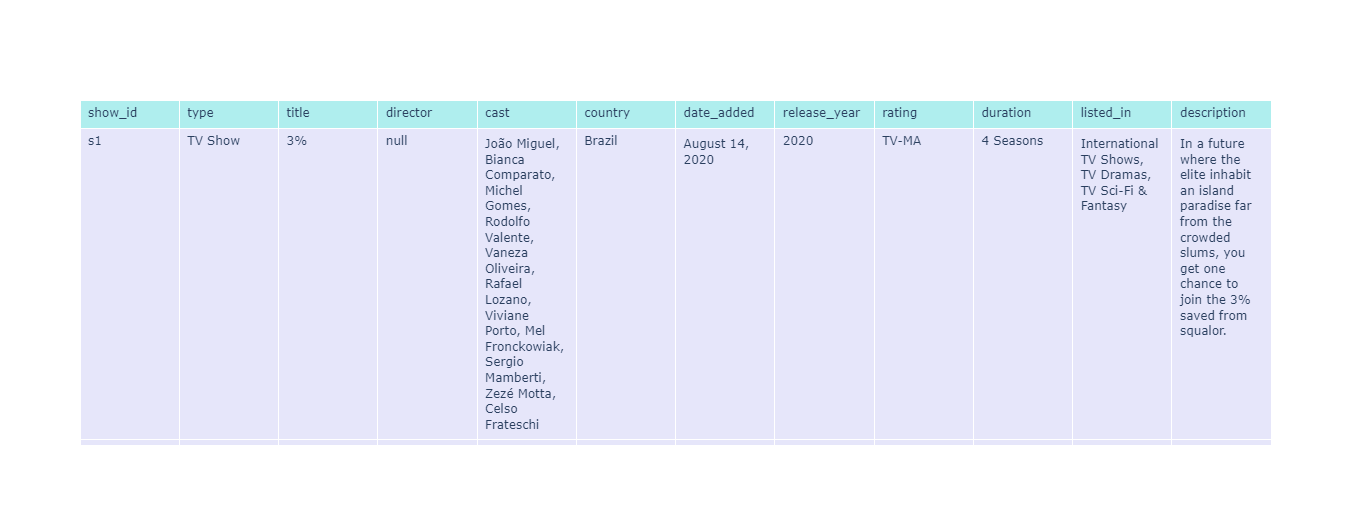 show_id type title director cast country date_added release_year rating duration listed_in description
s1 TV Show 3% null
João Miguel,
Bianca
Comparato,
Michel
Gomes,
Rodolfo
Valente,
Vaneza
Oliveira,
Rafael
Lozano,
Viviane
Porto, Mel
Fronckowiak,
Sergio
Mamberti,
Zezé Motta,
Celso
Frateschi
Brazil
August 14,
2020
2020
TV-MA
4 Seasons
International
TV Shows,
TV Dramas,
TV Sci-Fi &
Fantasy
In a future
where the
elite inhabit
an island
paradise far
from the
crowded
slums, you
get one
chance to
join the 3%
saved from
squalor.